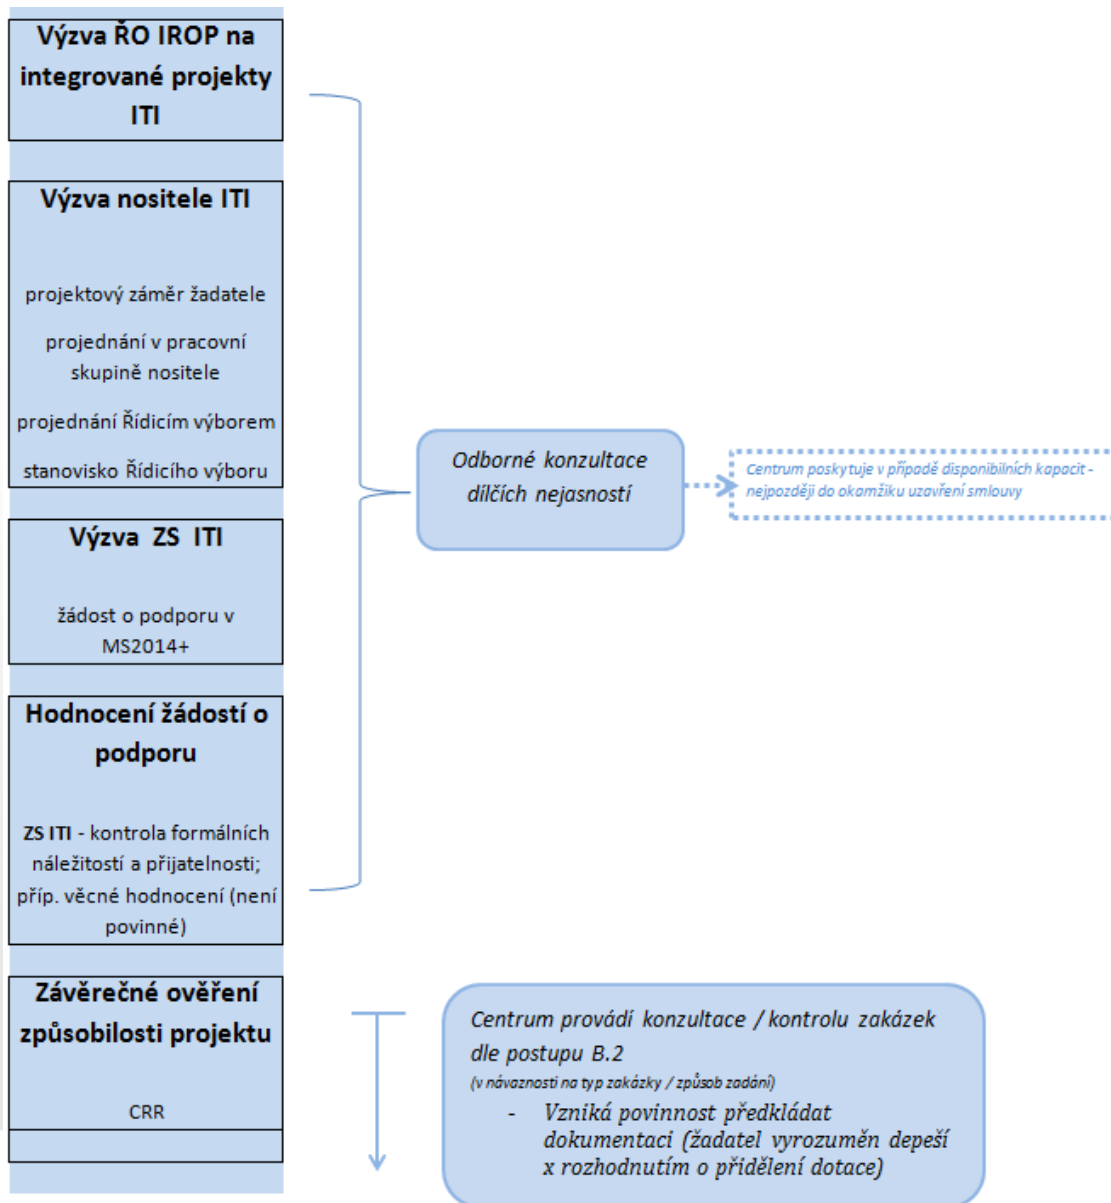 Výzva ŘO IROP na
integrované projekty
ITI
Výzva nositele ITI
projektový záměr žadatele
projednání v pracovní
skupině nositele
projednání Řídicím výborem
stanovisko Řídicího výboru
Výzva ZS ITI
žádost o podporu v
MS2014+
Hodnocení žádostí o
podporu
ZS ITI - kontrola formálních
náležitostí a přijatelnosti;
příp. věcné hodnocení (není
povinné)
Závěrečné ověření
způsobilosti projektu
CRR
Odborné konzultace
dílčích nejasností
Centrum poskytuje v případě disponibilních kapacit -
nejpozději do okamžiku uzavření smlouvy
Centrum provádí konzultace / kontrolu zakázek
dle postupu B.2
(v návaznosti na typ zakázky / způsob zadání)
- Vzniká povinnost předkládat
dokumentaci (žadatel vyrozuměn depeší
x rozhodnutím o přidělení dotace)